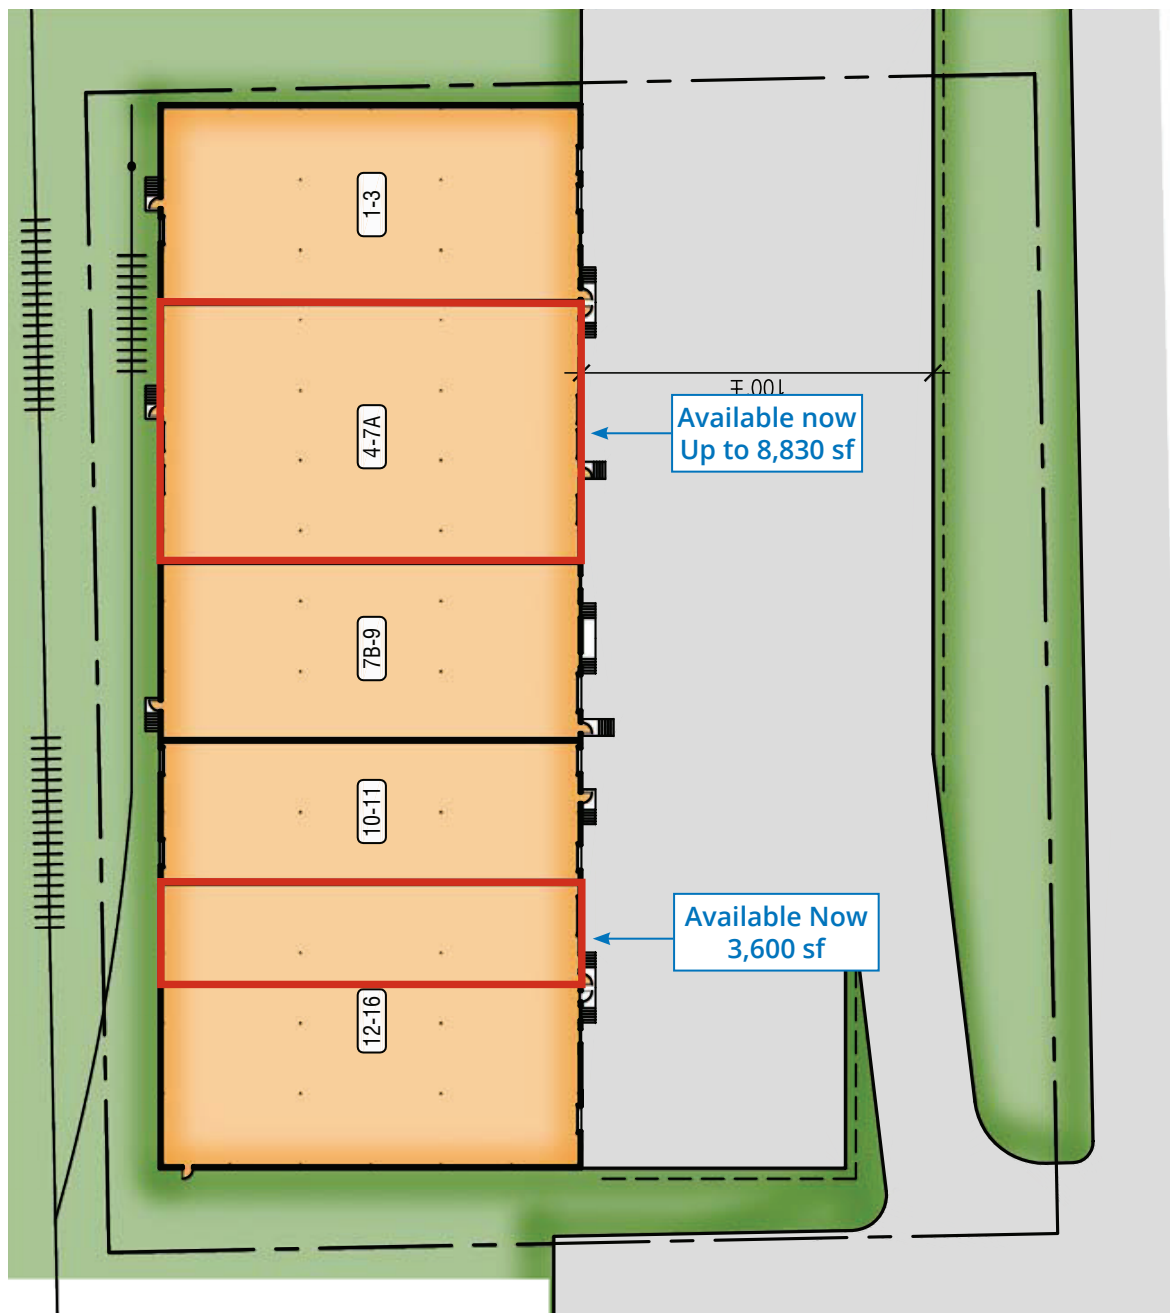 1-3
100'±
4-7A
Available now
Up to 8,830 sf
7B-9
10-11
Available Now
3,600 sf
12-16